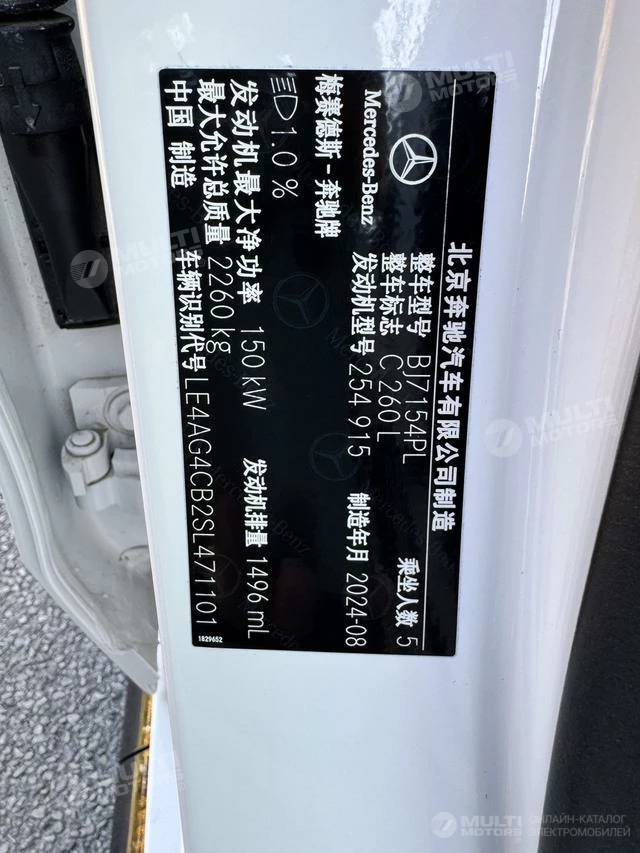 北京奔驰汽车有限公司制造
Mercedes-Benz
梅赛德斯-奔驰牌
整车型号 BJ7154PL
整车标志 C 260 L
乘坐人数 5
发动机型号 254 915
制造年月 2024-08
1.0 %
发动机最大净功率 150 kW
发动机排量 1496 mL
最大允许总质量 2260 kg
车辆识别代号 LE4AG4CB2SL471101
中国 制造
1829652
MULTI MOTORS
ОНЛАЙН-КАТАЛОГ
ЭЛЕКТРОМОБИЛЕЙ